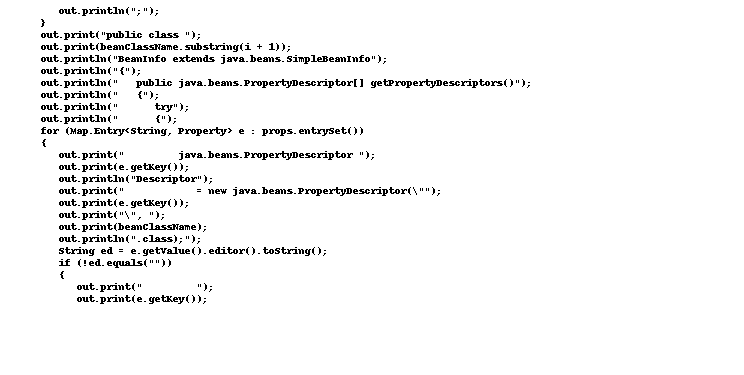 out.println(";");
}
out.print("public class ");
out.print(beanClassName.substring(i + 1));
out.println("BeanInfo extends java.beans.SimpleBeanInfo");
out.println("{");
out.println("   public java.beans.PropertyDescriptor[] getPropertyDescriptors()");
out.println("   {");
out.println("      try");
out.println("      {");
for (Map.Entry<String, Property> e : props.entrySet())
{
out.print("         java.beans.PropertyDescriptor ");
out.print(e.getKey());
out.println("Descriptor");
out.print("            = new java.beans.PropertyDescriptor(\"");
out.print(e.getKey());
out.print("\", ");
out.print(beanClassName);
out.println(".class);");
String ed = e.getValue().editor().toString();
if (!ed.equals(""))
{
out.print("         ");
out.print(e.getKey());